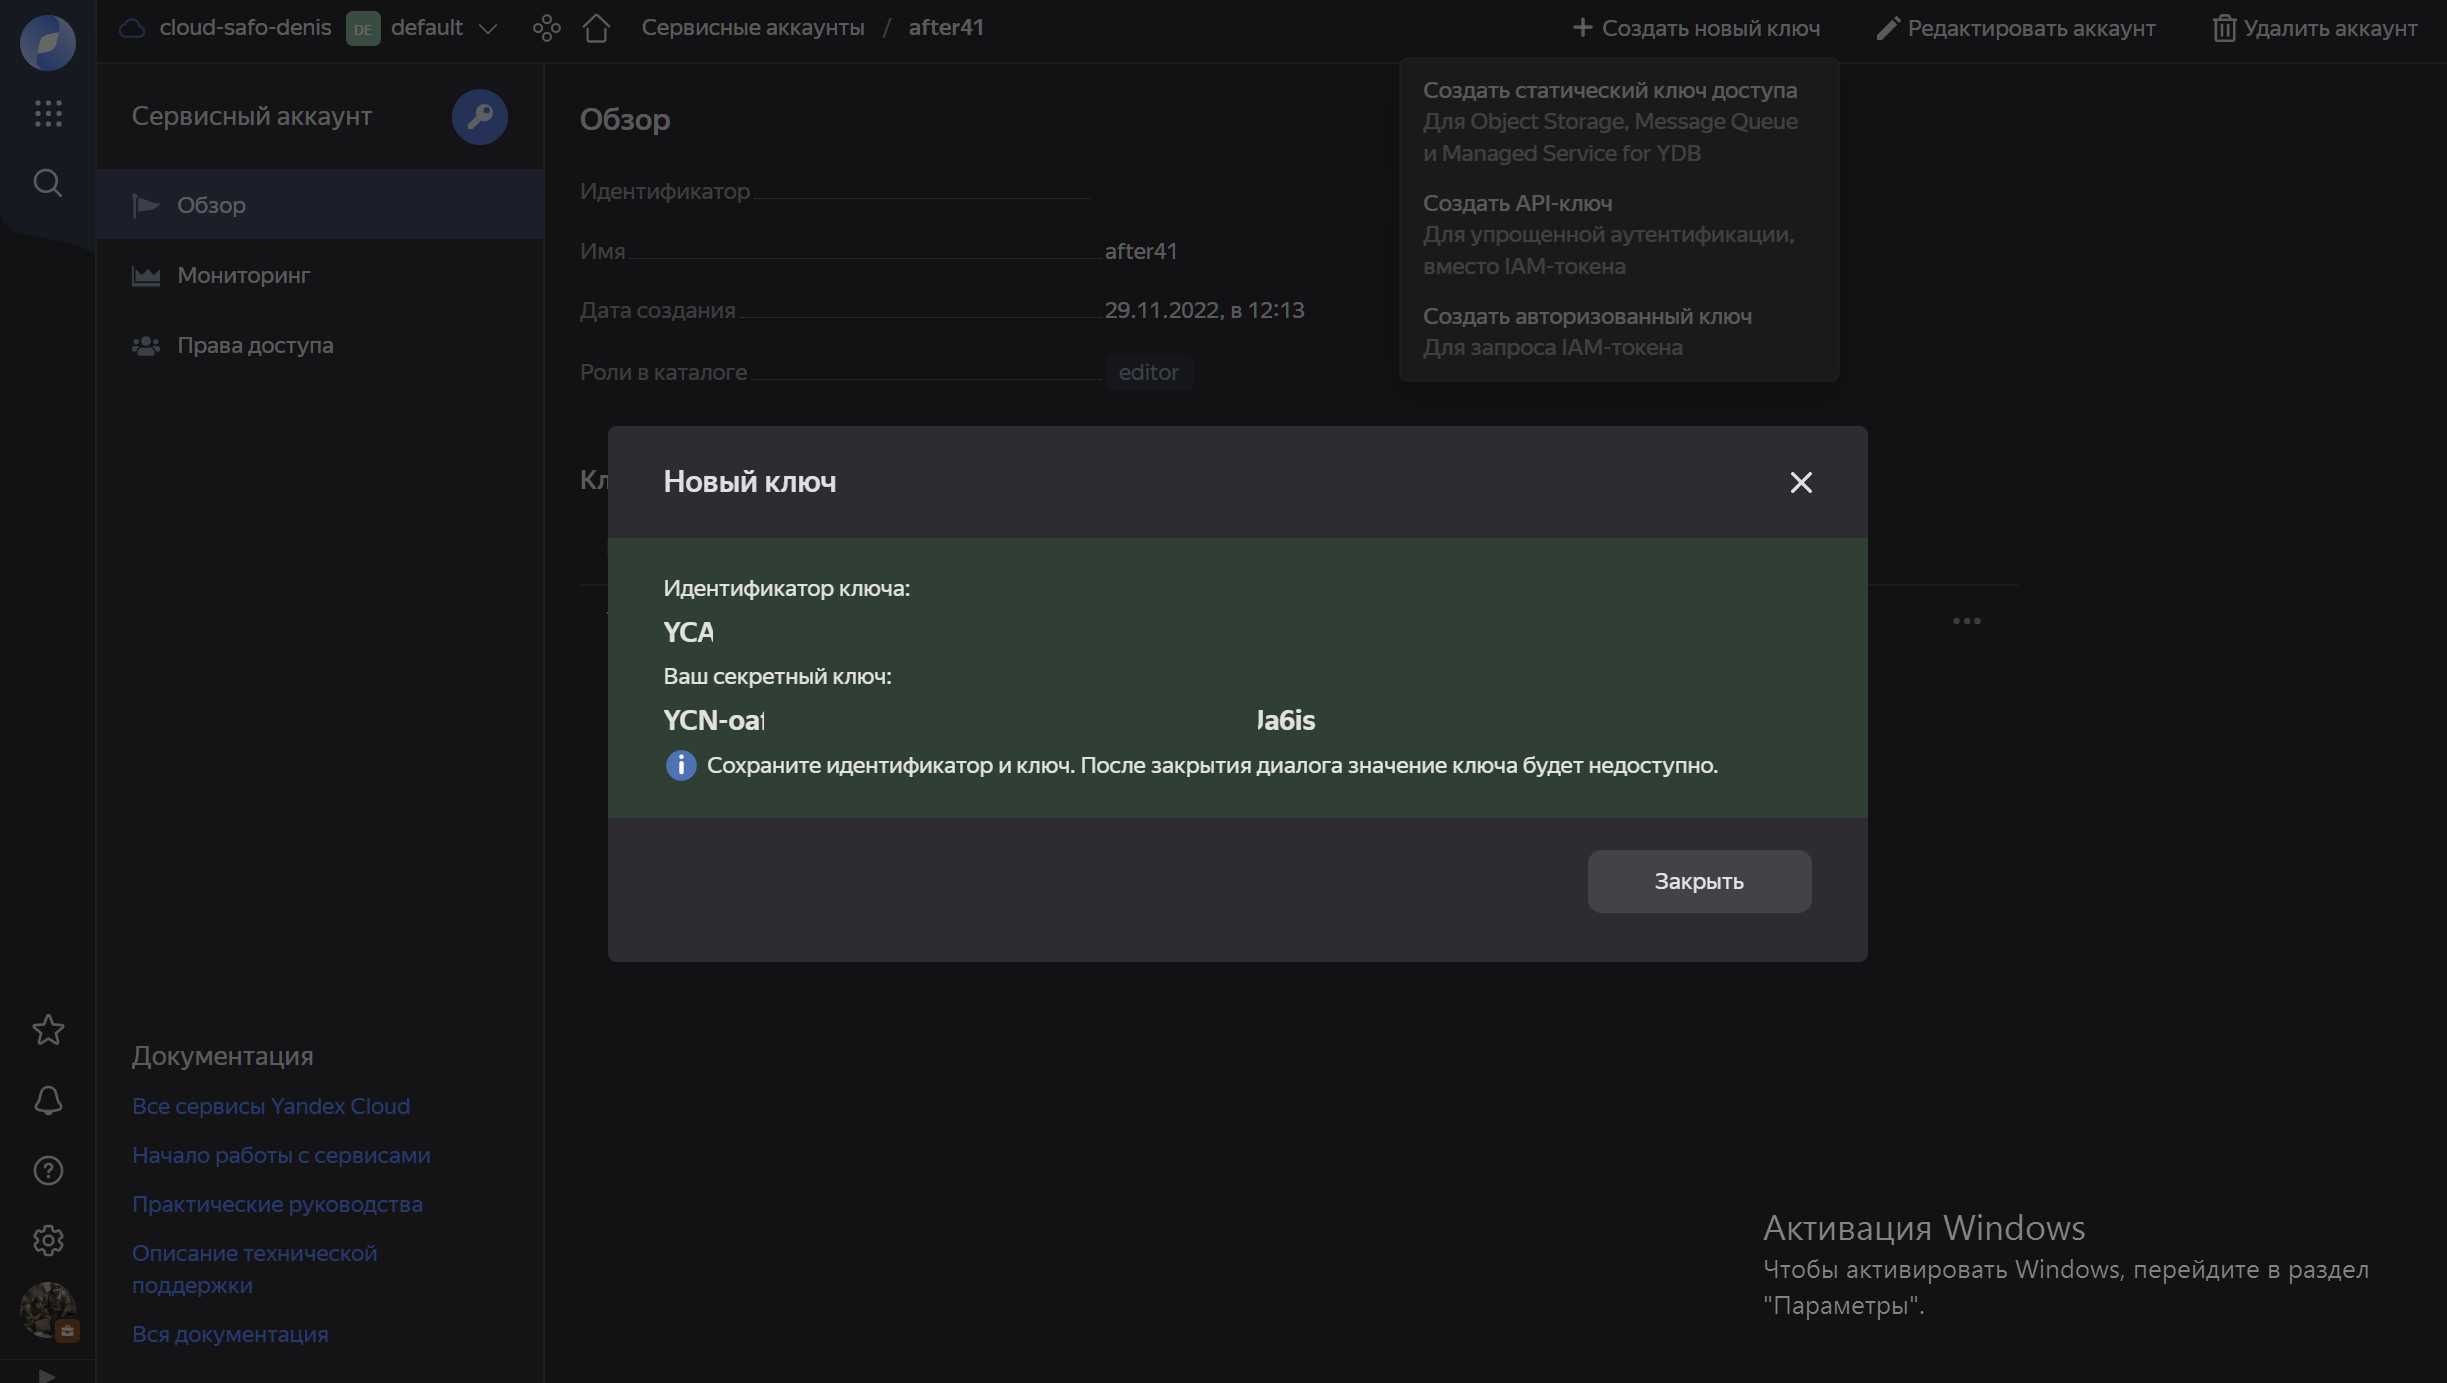 cloud-safo-denis DE default
Сервисные аккаунты / after41
Создать новый ключ
Редактировать аккаунт
Удалить аккаунт
Сервисный аккаунт
Обзор
Мониторинг
Права доступа
Обзор
Идентификатор
Имя after41
Дата создания 29.11.2022, в 12:13
Роли в каталоге editor
Создать статический ключ доступа
Для Object Storage, Message Queue
и Managed Service for YDB
Создать API-ключ
Для упрощенной аутентификации,
вместо IAM-токена
Создать авторизованный ключ
Для запроса IAM-токена
Новый ключ
Идентификатор ключа:
YCA
Ваш секретный ключ:
YCN-oa Ja6is
Сохраните идентификатор и ключ. После закрытия диалога значение ключа будет недоступно.
Закрыть
Документация
Все сервисы Yandex Cloud
Начало работы с сервисами
Практические руководства
Описание технической
поддержки
Вся документация
Активация Windows
Чтобы активировать Windows, перейдите в раздел
"Параметры".